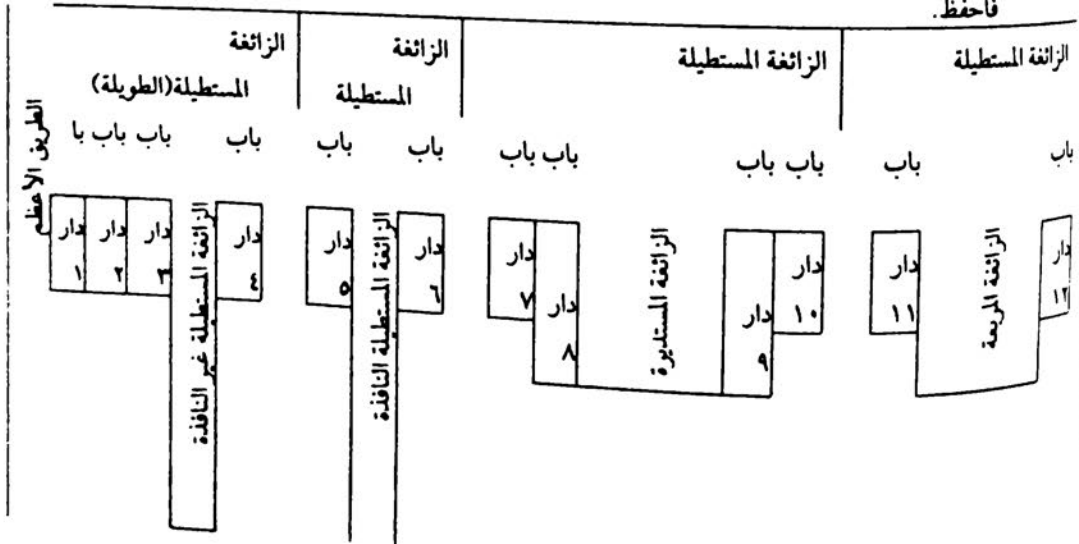 فاحفظ.
الزائغة المستطيلة
الزائغة المستطيلة
الزائغة
المستطيلة
الزائغة
المستطيلة(الطويلة)
الطريق الأعظم
باب
باب
باب باب
باب باب
باب
باب
باب
باب باب با
دار
١٢
الزائغة المربعة
دار
١١
دار
١٠
دار
٩
الزائغة المستديرة
دار
٨
دار
٧
دار
٦
الزائغة المستطيلة النافذة
دار
٥
دار
٤
الزائغة المستطيلة غير النافذة
دار
٣
دار
٢
دار
١